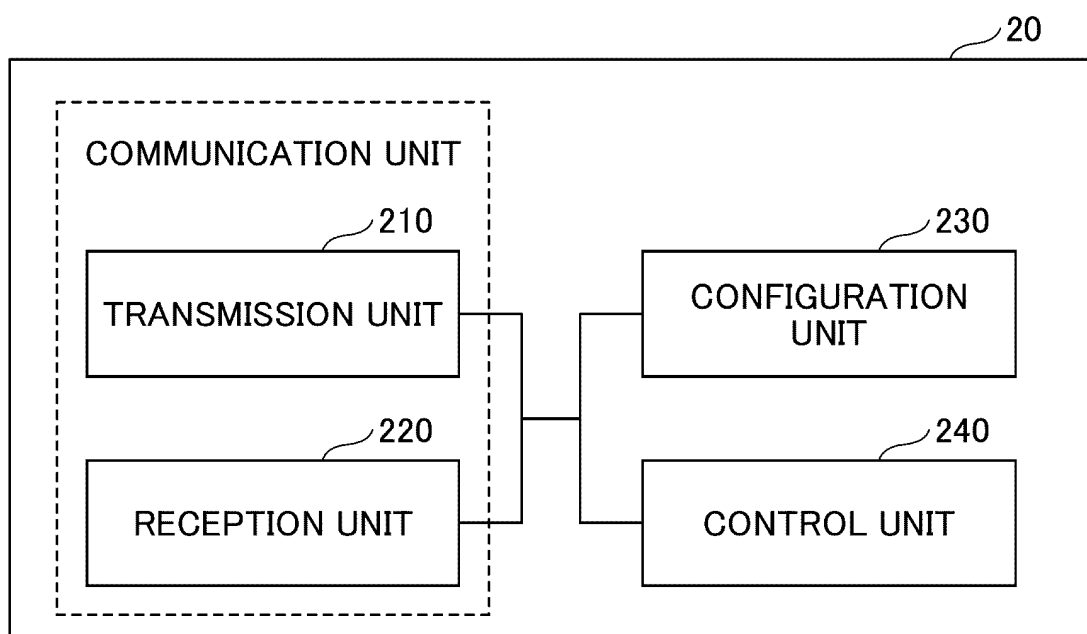 20
COMMUNICATION UNIT
210
TRANSMISSION UNIT
220
RECEPTION UNIT
230
CONFIGURATION
UNIT
240
CONTROL UNIT